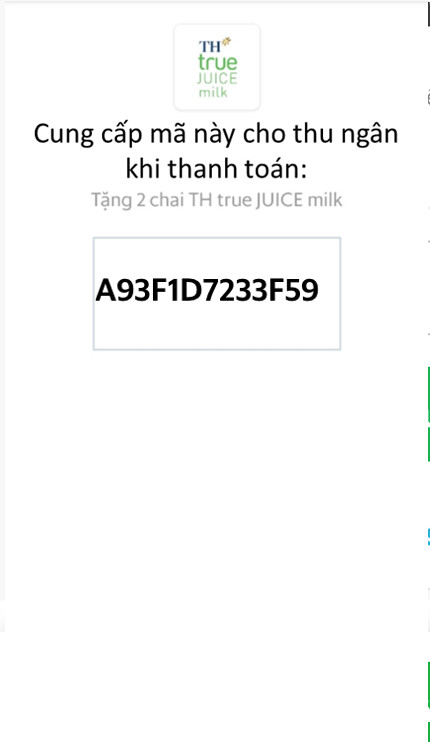 TH
true
JUICE
milk
Cung cấp mã này cho thu ngân
khi thanh toán:
Tặng 2 chai TH true JUICE milk
A93F1D7233F59